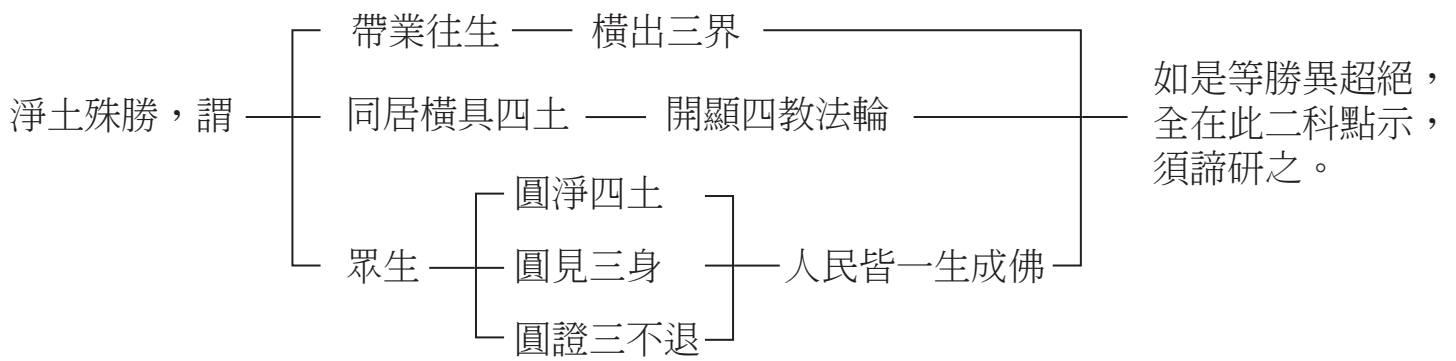 淨土殊勝，謂
帶業往生
橫出三界
同居橫具四土
開顯四教法輪
眾生
圓淨四土
圓見三身
圓證三不退
人民皆一生成佛
如是等勝異超絕，
全在此二科點示，
須諦研之。